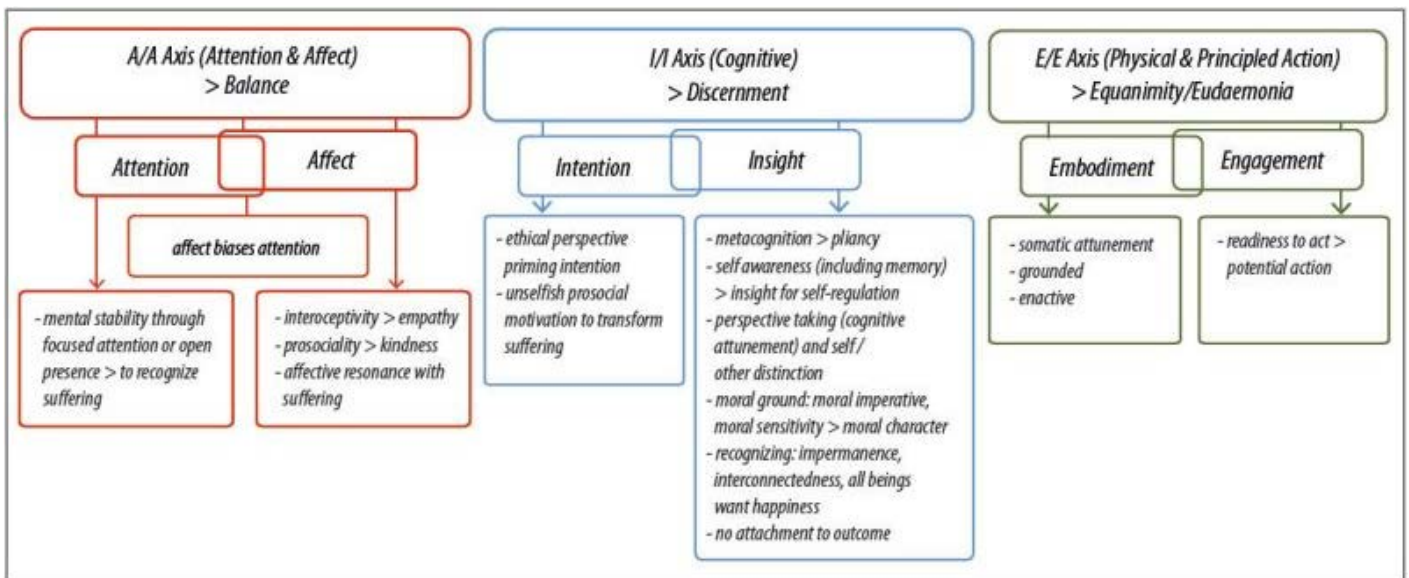 A/A Axis (Attention & Affect)
> Balance
Attention
Affect
affect biases attention
- mental stability through
focused attention or open
presence > to recognize
suffering
- interoceptivity > empathy
- prosociality > kindness
- affective resonance with
suffering
I/I Axis (Cognitive)
> Discernment
Intention
Insight
- ethical perspective
priming intention
- unselfish prosocial
motivation to transform
suffering
- metacognition > pliancy
- self awareness (including memory)
> insight for self-regulation
- perspective taking (cognitive
attunement) and self /
other distinction
- moral ground: moral imperative,
moral sensitivity > moral character
- recognizing: impermanence,
interconnectedness, all beings
want happiness
- no attachment to outcome
E/E Axis (Physical & Principled Action)
> Equanimity/Eudaemonia
Embodiment
Engagement
- somatic attunement
- grounded
- enactive
- readiness to act >
potential action